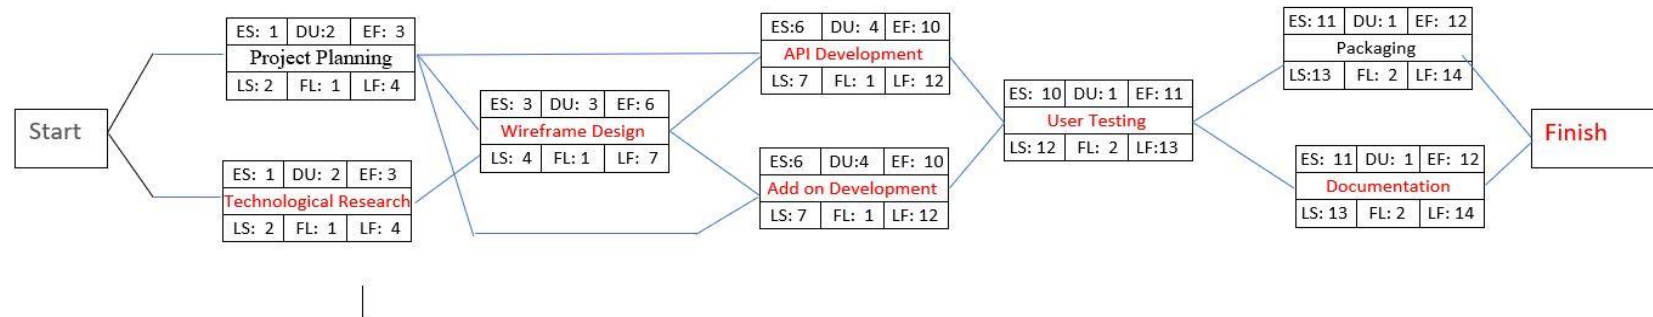 Start
ES: 1 DU:2 EF: 3
Project Planning
LS: 2 FL: 1 LF: 4
ES: 1 DU: 2 EF: 3
Technological Research
LS: 2 FL: 1 LF: 4
ES: 3 DU: 3 EF: 6
Wireframe Design
LS: 4 FL: 1 LF: 7
ES:6 DU: 4 EF: 10
API Development
LS: 7 FL: 1 LF: 12
ES:6 DU:4 EF: 10
Add on Development
LS: 7 FL: 1 LF: 12
ES: 10 DU: 1 EF: 11
User Testing
LS: 12 FL: 2 LF:13
ES: 11 DU: 1 EF: 12
Packaging
LS:13 FL: 2 LF: 14
ES: 11 DU: 1 EF: 12
Documentation
LS: 13 FL: 2 LF: 14
Finish